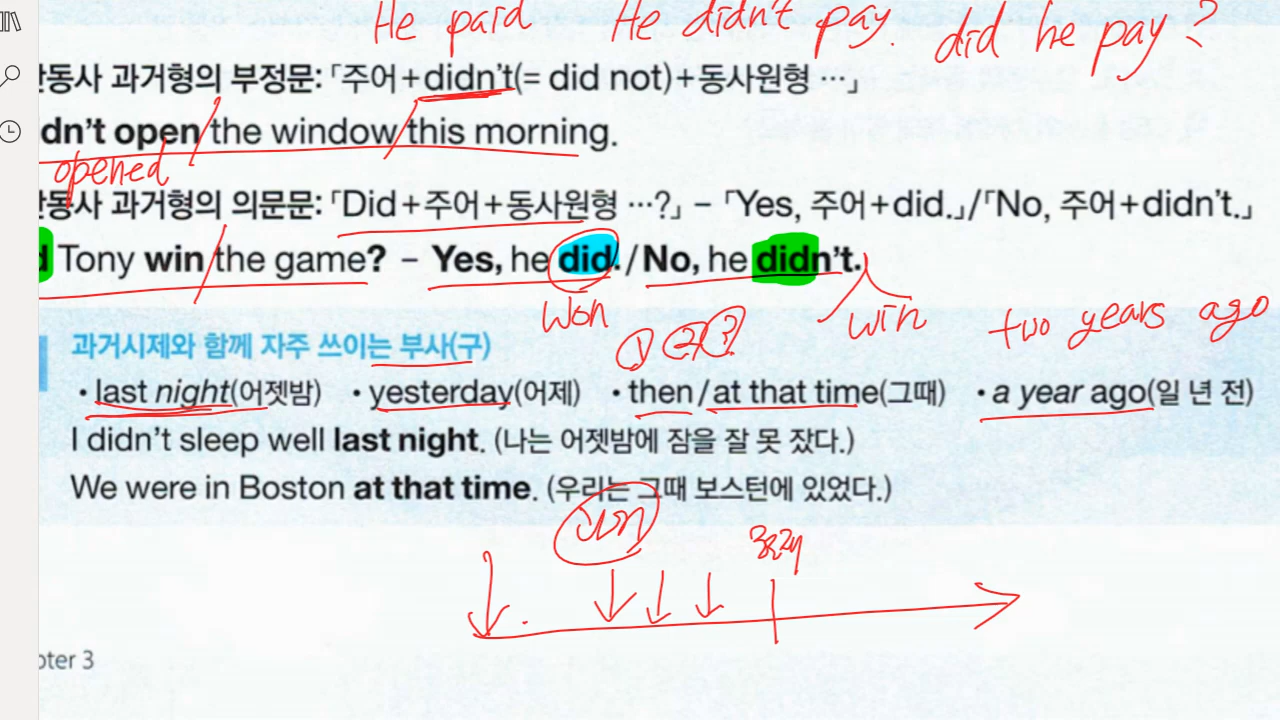 He paid He didn't pay. did he pay?
반동사 과거형의 부정문: 「주어+didn't(= did not)+동사원형 …」
dn't open the window this morning.
opened
반동사 과거형의 의문문: 「Did+주어+동사원형 …?」 – 「Yes, 주어+did.」/「No, 주어+didn't.」
d Tony win the game? – Yes, he did. / No, he didn't.
won win two years ago
① ② ③
과거시제와 함께 자주 쓰이는 부사(구)
• last night(어젯밤) • yesterday(어제) • then/at that time(그때) • a year ago(일 년 전)
I didn't sleep well last night. (나는 어젯밤에 잠을 잘 못 잤다.)
We were in Boston at that time. (우리는 그때 보스턴에 있었다.)
pter 3